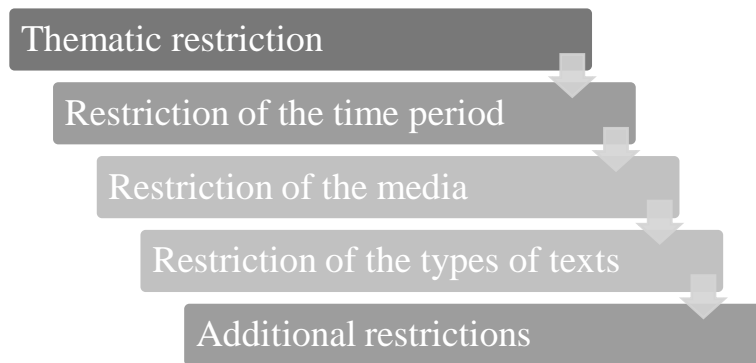 Thematic restriction
Restriction of the time period
Restriction of the media
Restriction of the types of texts
Additional restrictions